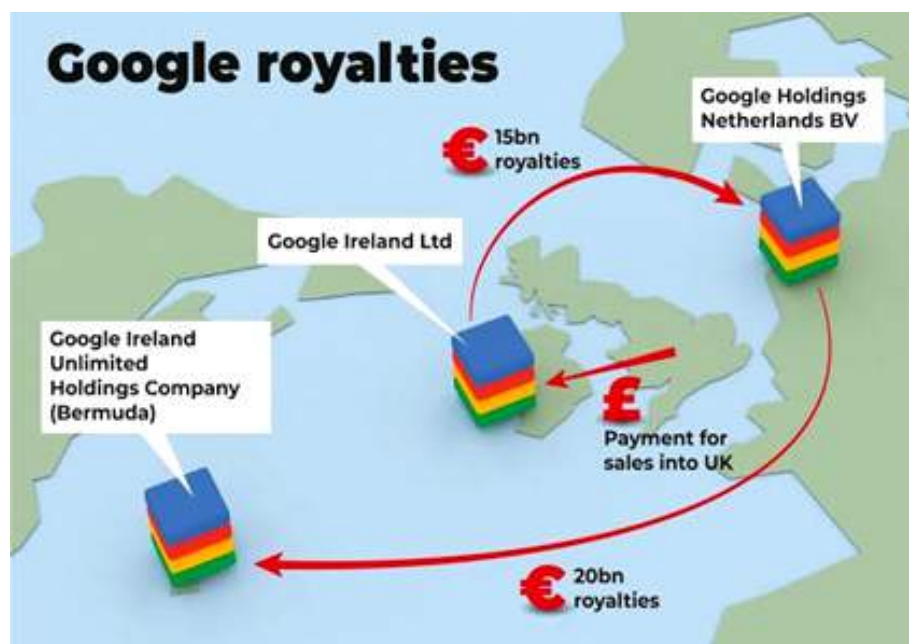 Google royalties
Google Holdings
Netherlands BV
€ 15bn
royalties
Google Ireland Ltd
Google Ireland
Unlimited
Holdings Company
(Bermuda)
£
Payment for
sales into UK
€ 20bn
royalties